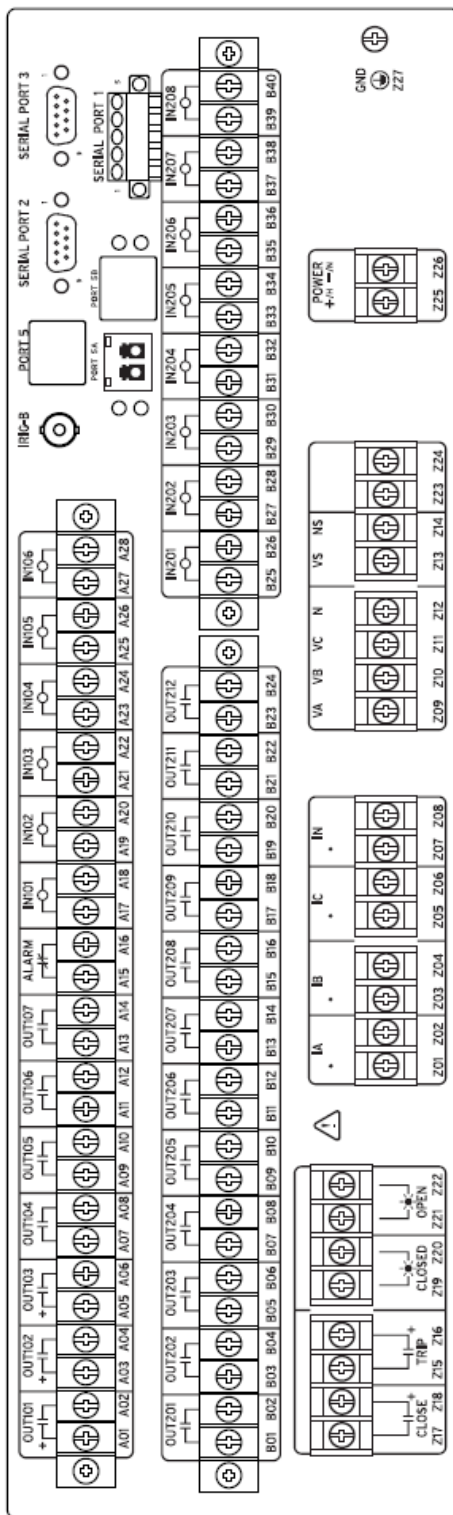 OUT101 OUT102 OUT103 OUT104 OUT105 OUT106 OUT107 ALARM IN101 IN102 IN103 IN104 IN105 IN106
+ + +
A01 A02 A03 A04 A05 A06 A07 A08 A09 A10 A11 A12 A13 A14 A15 A16 A17 A18 A19 A20 A21 A22 A23 A24 A25 A26 A27 A28
IRIG-B
PORT 5
SERIAL PORT 2
SERIAL PORT 3
PORT 5A
PORT 5B
SERIAL PORT 1
1 5
OUT201 OUT202 OUT203 OUT204 OUT205 OUT206 OUT207 OUT208 OUT209 OUT210 OUT211 OUT212
B01 B02 B03 B04 B05 B06 B07 B08 B09 B10 B11 B12 B13 B14 B15 B16 B17 B18 B19 B20 B21 B22 B23 B24
IN201 IN202 IN203 IN204 IN205 IN206 IN207 IN208
B25 B26 B27 B28 B29 B30 B31 B32 B33 B34 B35 B36 B37 B38 B39 B40
+ +
CLOSE TRIP CLOSED OPEN
Z17 Z18 Z15 Z16 Z19 Z20 Z21 Z22
IA IB IC IN
Z01 Z02 Z03 Z04 Z05 Z06 Z07 Z08
VA VB VC N VS NS
Z09 Z10 Z11 Z12 Z13 Z14 Z23 Z24
POWER
+/H −/N
Z25 Z26
GND
Z27